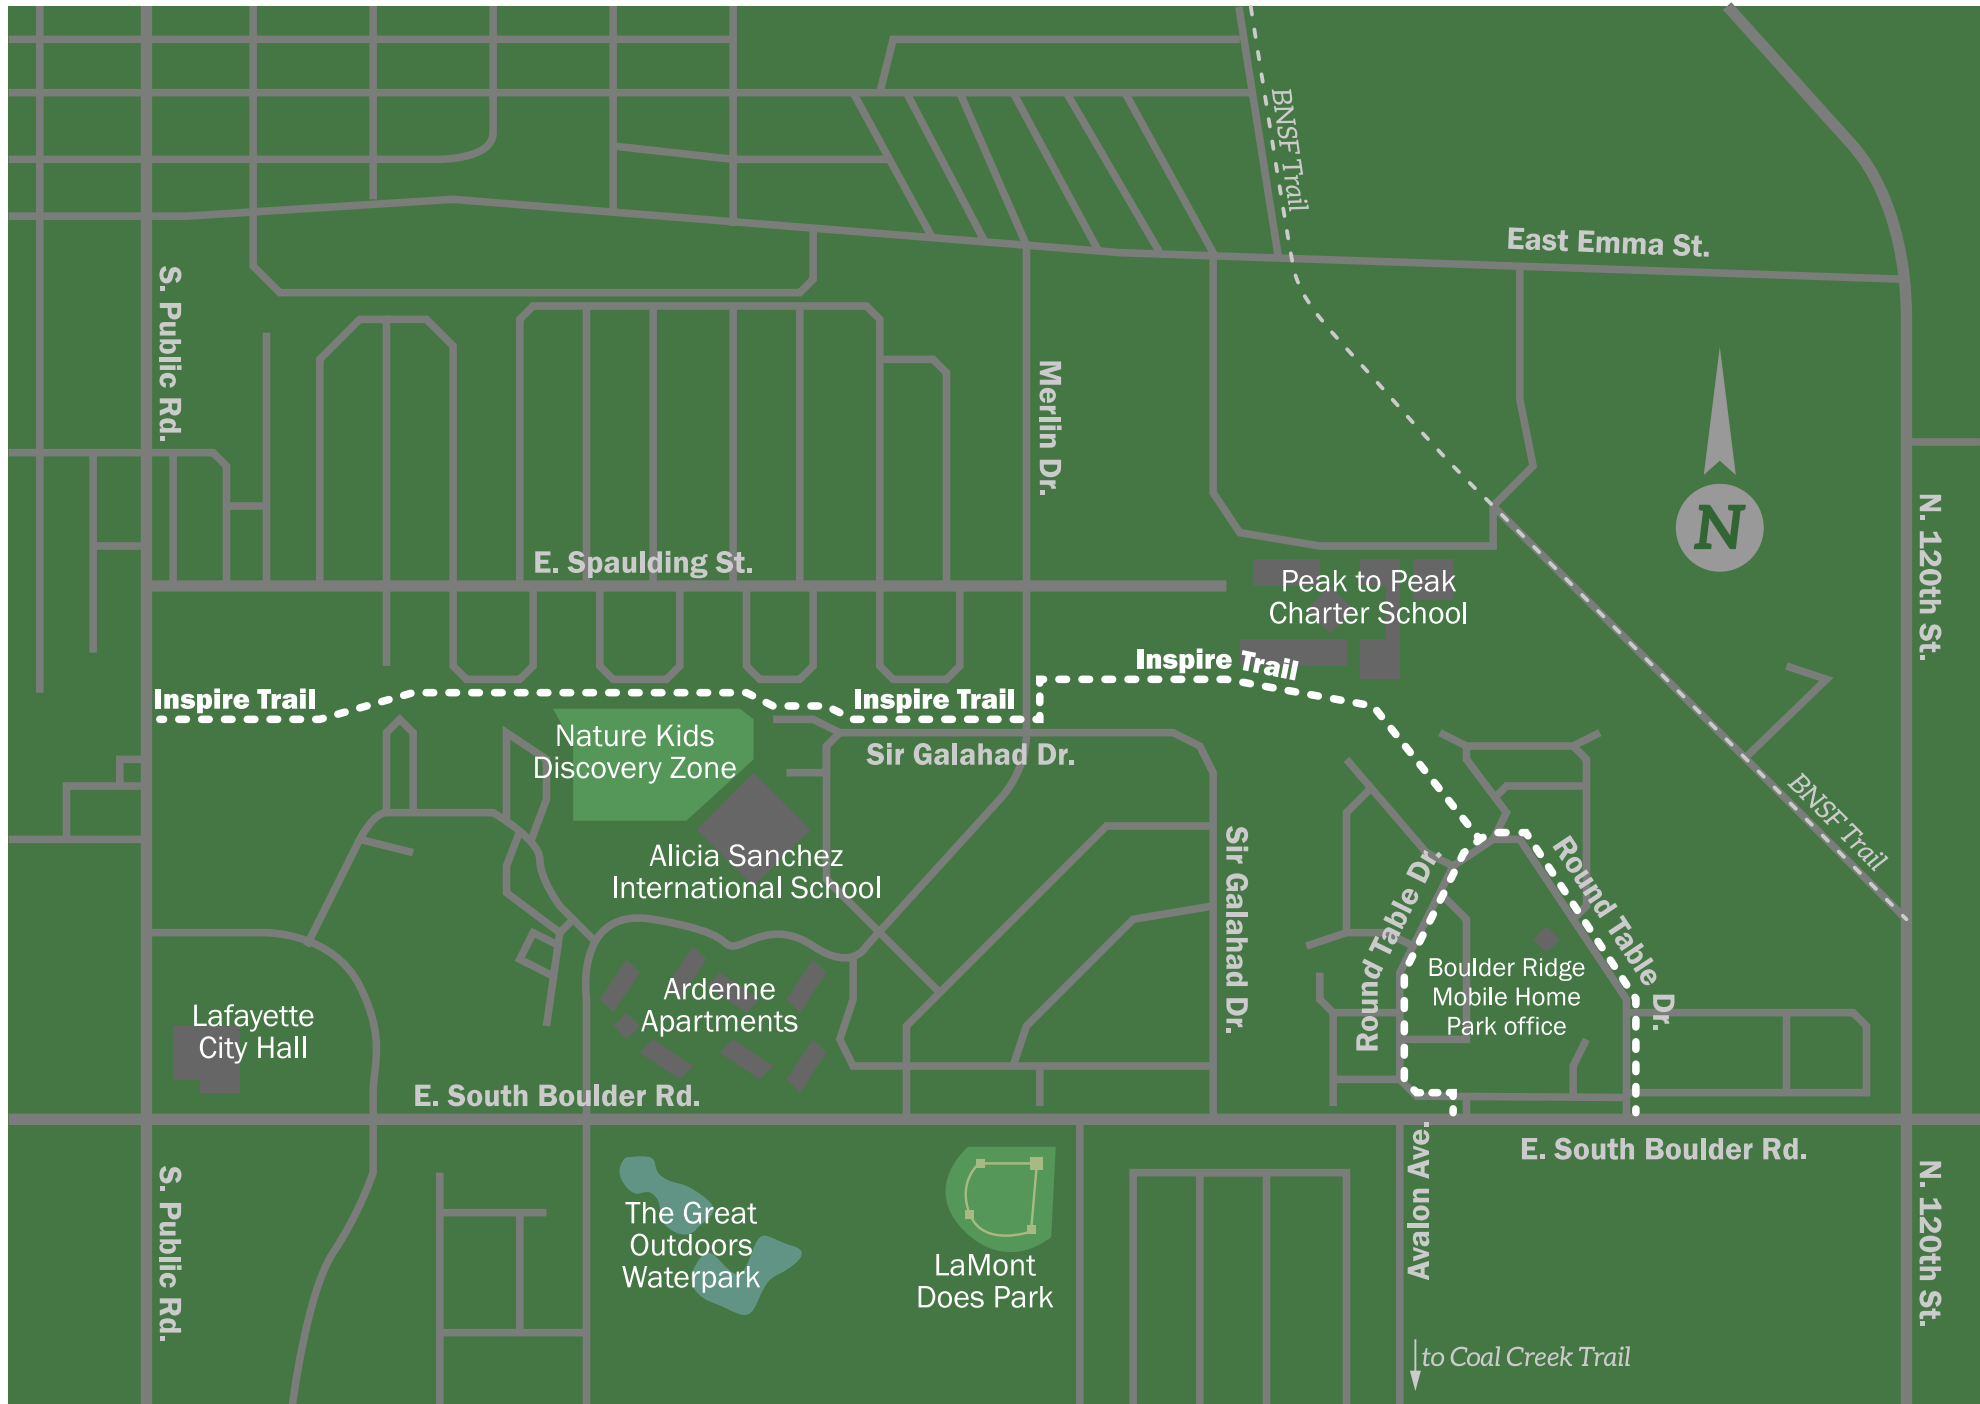 BNSF Trail
East Emma St.
S. Public Rd.
Merlin Dr.
N
N. 120th St.
E. Spaulding St.
Peak to Peak
Charter School
Inspire Trail
Inspire Trail
Inspire Trail
Nature Kids
Discovery Zone
Sir Galahad Dr.
BNSF Trail
Alicia Sanchez
International School
Sir Galahad Dr.
Round Table Dr.
Round Table Dr.
Boulder Ridge
Mobile Home
Park office
Ardenne
Apartments
Lafayette
City Hall
E. South Boulder Rd.
E. South Boulder Rd.
S. Public Rd.
The Great
Outdoors
Waterpark
LaMont
Does Park
Avalon Ave.
N. 120th St.
to Coal Creek Trail